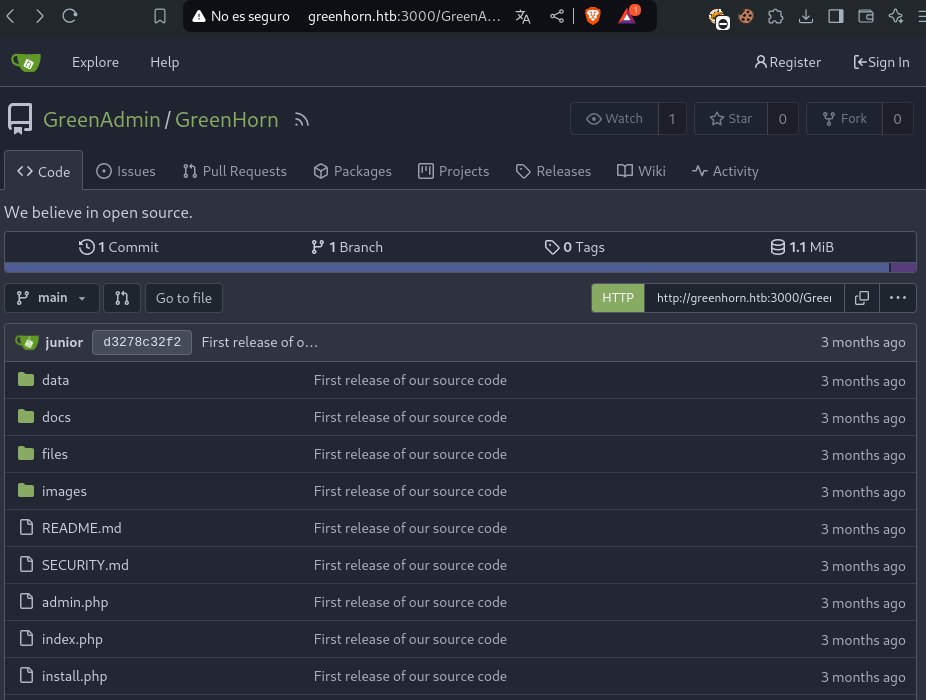 No es seguro greenhorn.htb:3000/GreenA... 1
Explore Help Register Sign In
GreenAdmin / GreenHorn Watch 1 Star 0 Fork 0
Code Issues Pull Requests Packages Projects Releases Wiki Activity
We believe in open source.
1 Commit 1 Branch 0 Tags 1.1 MiB
main Go to file HTTP http://greenhorn.htb:3000/Greer
junior d3278c32f2 First release of o... 3 months ago
data First release of our source code 3 months ago
docs First release of our source code 3 months ago
files First release of our source code 3 months ago
images First release of our source code 3 months ago
README.md First release of our source code 3 months ago
SECURITY.md First release of our source code 3 months ago
admin.php First release of our source code 3 months ago
index.php First release of our source code 3 months ago
install.php First release of our source code 3 months ago